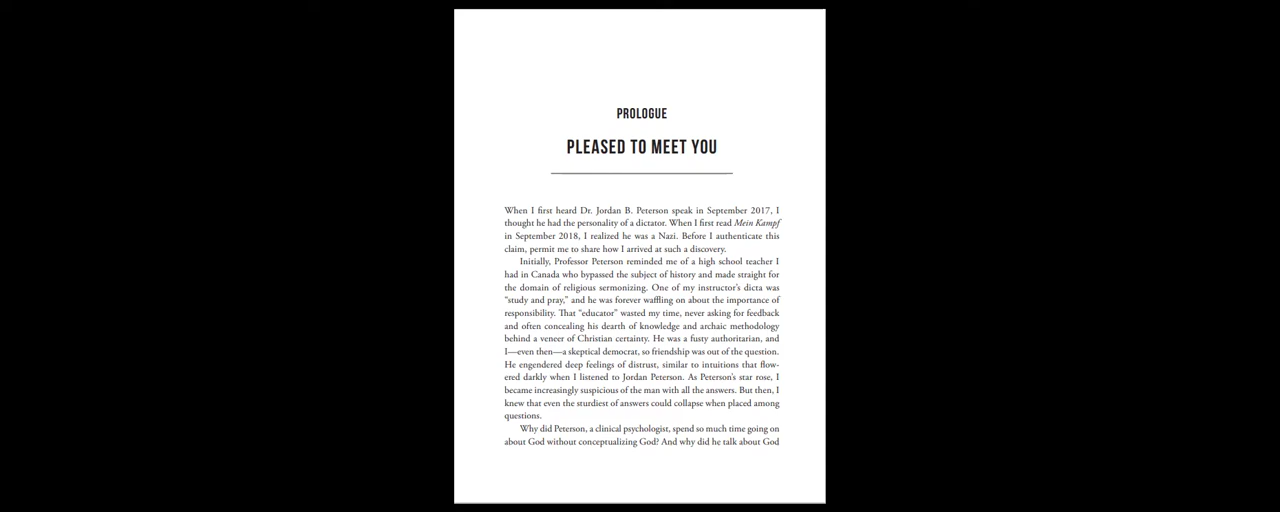 PROLOGUE
PLEASED TO MEET YOU
When I first heard Dr. Jordan B. Peterson speak in September 2017, I
thought he had the personality of a dictator. When I first read Mein Kampf
in September 2018, I realized he was a Nazi. Before I authenticate this
claim, permit me to share how I arrived at such a discovery.
Initially, Professor Peterson reminded me of a high school teacher I
had in Canada who bypassed the subject of history and made straight for
the domain of religious sermonizing. One of my instructor's dicta was
“study and pray,” and he was forever waffling on about the importance of
responsibility. That “educator” wasted my time, never asking for feedback
and often concealing his dearth of knowledge and archaic methodology
behind a veneer of Christian certainty. He was a fusty authoritarian, and
I—even then—a skeptical democrat, so friendship was out of the question.
He engendered deep feelings of distrust, similar to intuitions that flow-
ered darkly when I listened to Jordan Peterson. As Peterson's star rose, I
became increasingly suspicious of the man with all the answers. But then, I
knew that even the sturdiest of answers could collapse when placed among
questions.
Why did Peterson, a clinical psychologist, spend so much time going on
about God without conceptualizing God? And why did he talk about God